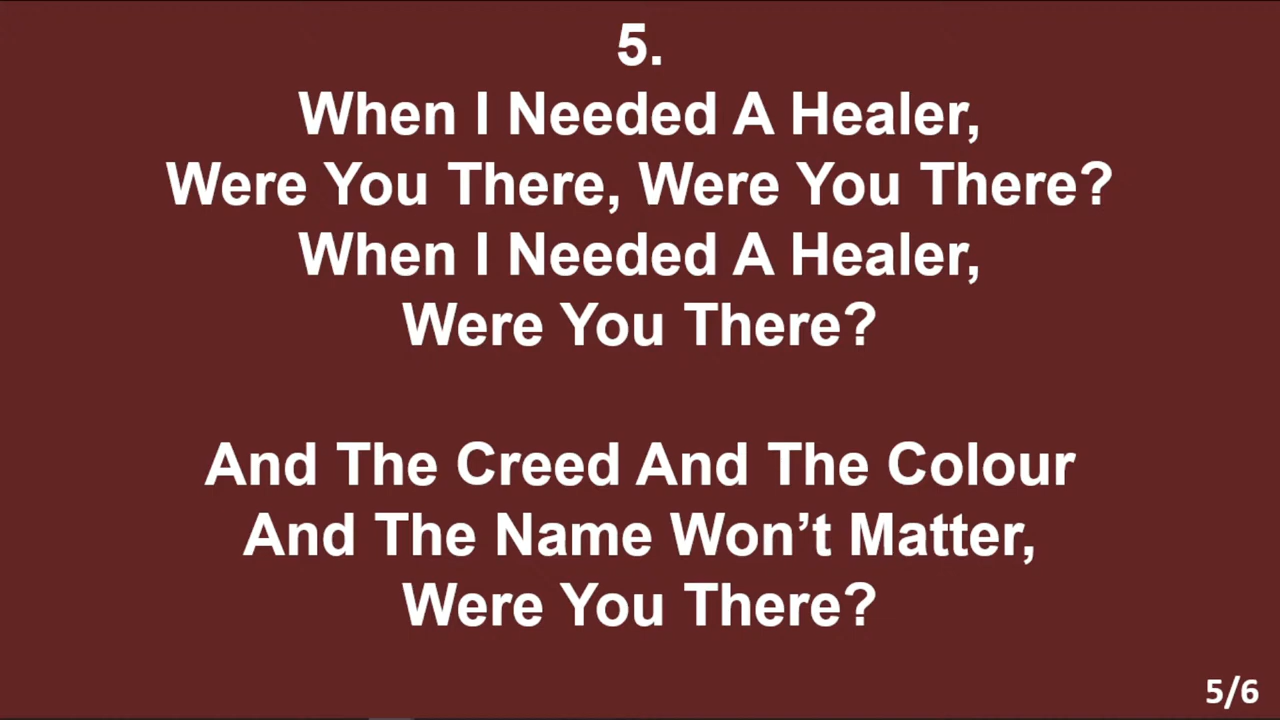 5.
When I Needed A Healer,
Were You There, Were You There?
When I Needed A Healer,
Were You There?
And The Creed And The Colour
And The Name Won’t Matter,
Were You There?
5/6